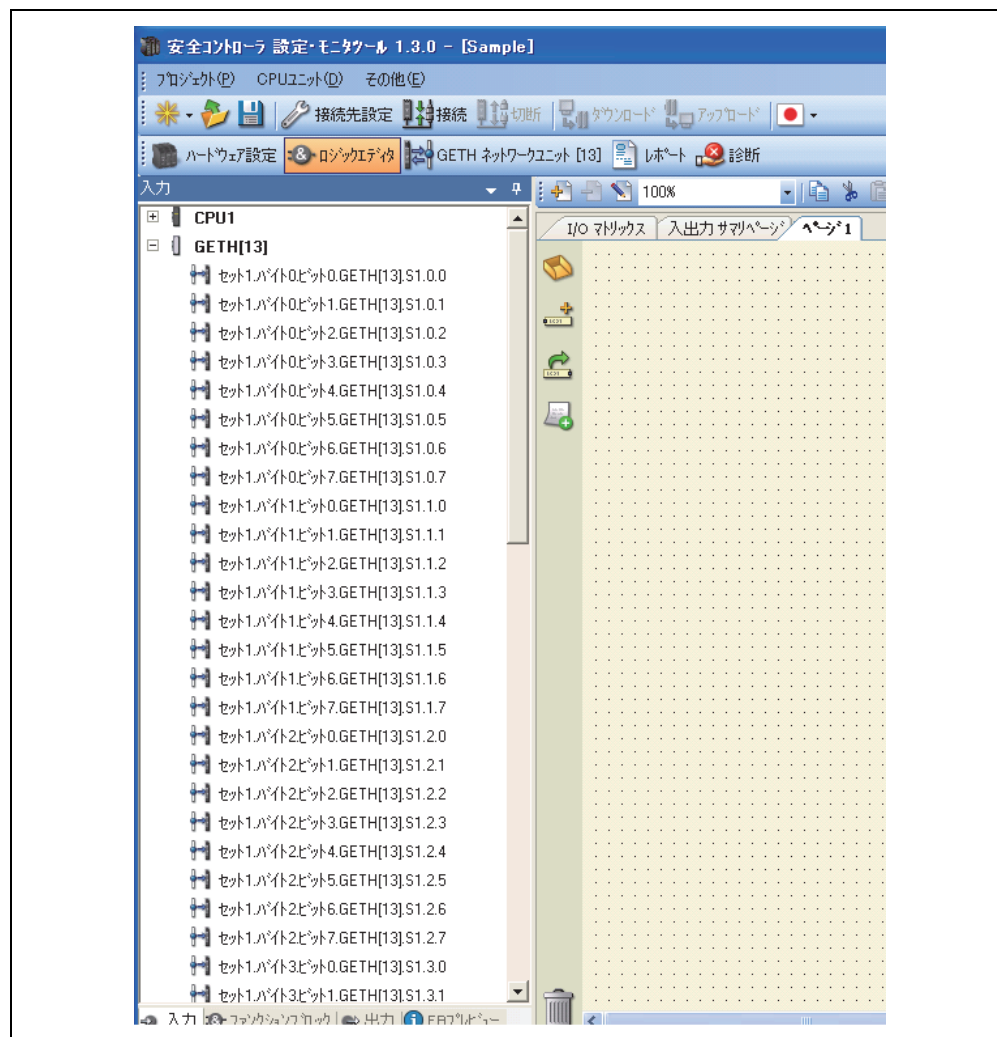 安全コントローラ 設定・モニタツール 1.3.0 - [Sample]
プロジェクト(P) CPUユニット(D) その他(E)
接続先設定 接続 切断 ダウンロード アップロード
ハードウェア設定 ロジックエディタ GETH ネットワークユニット [13] レポート 診断
入力
100%
CPU1
I/O マトリックス 入出力 サマリページ ページ 1
GETH[13]
セット1.バイト0.ビット0.GETH[13].S1.0.0
セット1.バイト0.ビット1.GETH[13].S1.0.1
セット1.バイト0.ビット2.GETH[13].S1.0.2
セット1.バイト0.ビット3.GETH[13].S1.0.3
セット1.バイト0.ビット4.GETH[13].S1.0.4
セット1.バイト0.ビット5.GETH[13].S1.0.5
セット1.バイト0.ビット6.GETH[13].S1.0.6
セット1.バイト0.ビット7.GETH[13].S1.0.7
セット1.バイト1.ビット0.GETH[13].S1.1.0
セット1.バイト1.ビット1.GETH[13].S1.1.1
セット1.バイト1.ビット2.GETH[13].S1.1.2
セット1.バイト1.ビット3.GETH[13].S1.1.3
セット1.バイト1.ビット4.GETH[13].S1.1.4
セット1.バイト1.ビット5.GETH[13].S1.1.5
セット1.バイト1.ビット6.GETH[13].S1.1.6
セット1.バイト1.ビット7.GETH[13].S1.1.7
セット1.バイト2.ビット0.GETH[13].S1.2.0
セット1.バイト2.ビット1.GETH[13].S1.2.1
セット1.バイト2.ビット2.GETH[13].S1.2.2
セット1.バイト2.ビット3.GETH[13].S1.2.3
セット1.バイト2.ビット4.GETH[13].S1.2.4
セット1.バイト2.ビット5.GETH[13].S1.2.5
セット1.バイト2.ビット6.GETH[13].S1.2.6
セット1.バイト2.ビット7.GETH[13].S1.2.7
セット1.バイト3.ビット0.GETH[13].S1.3.0
セット1.バイト3.ビット1.GETH[13].S1.3.1
入力 ファンクションブロック 出力 FBプレビュー